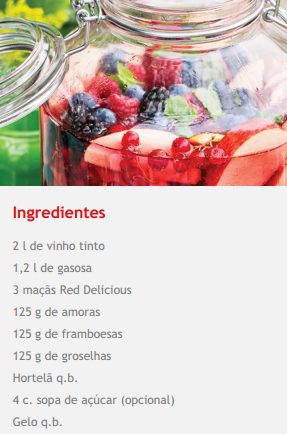 Ingredientes
2 l de vinho tinto
1,2 l de gasosa
3 maçãs Red Delicious
125 g de amoras
125 g de framboesas
125 g de groselhas
Hortelã q.b.
4 c. sopa de açúcar (opcional)
Gelo q.b.